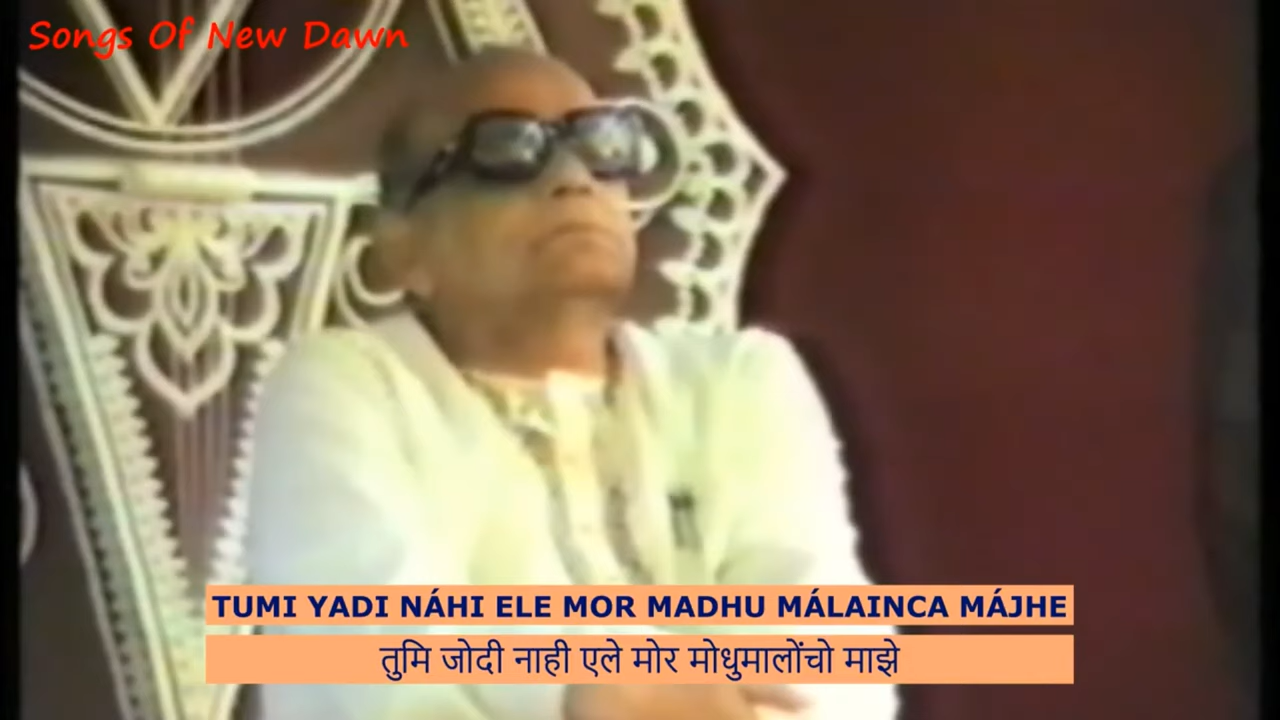 Songs Of New Dawn
TUMI YADI NÁHI ELE MOR MADHU MÁLAINCA MÁJHE
तुमि जोदी नाही एले मोर मोधुमालोंचो माझे